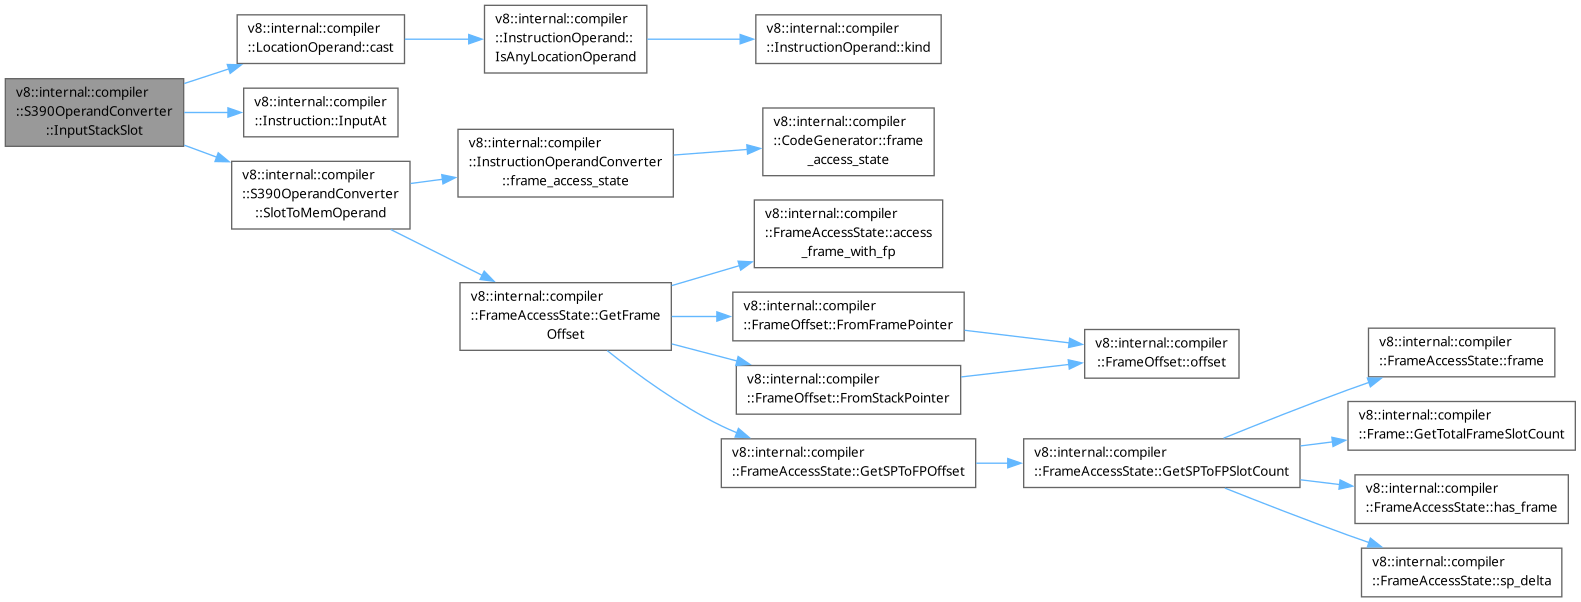 v8::internal::compiler
::S390OperandConverter
::InputStackSlot
v8::internal::compiler
::LocationOperand::cast
v8::internal::compiler
::InstructionOperand::
IsAnyLocationOperand
v8::internal::compiler
::InstructionOperand::kind
v8::internal::compiler
::Instruction::InputAt
v8::internal::compiler
::S390OperandConverter
::SlotToMemOperand
v8::internal::compiler
::InstructionOperandConverter
::frame_access_state
v8::internal::compiler
::CodeGenerator::frame
_access_state
v8::internal::compiler
::FrameAccessState::GetFrame
Offset
v8::internal::compiler
::FrameAccessState::access
_frame_with_fp
v8::internal::compiler
::FrameOffset::FromFramePointer
v8::internal::compiler
::FrameOffset::offset
v8::internal::compiler
::FrameOffset::FromStackPointer
v8::internal::compiler
::FrameAccessState::GetSPToFPOffset
v8::internal::compiler
::FrameAccessState::GetSPToFPSlotCount
v8::internal::compiler
::FrameAccessState::frame
v8::internal::compiler
::Frame::GetTotalFrameSlotCount
v8::internal::compiler
::FrameAccessState::has_frame
v8::internal::compiler
::FrameAccessState::sp_delta